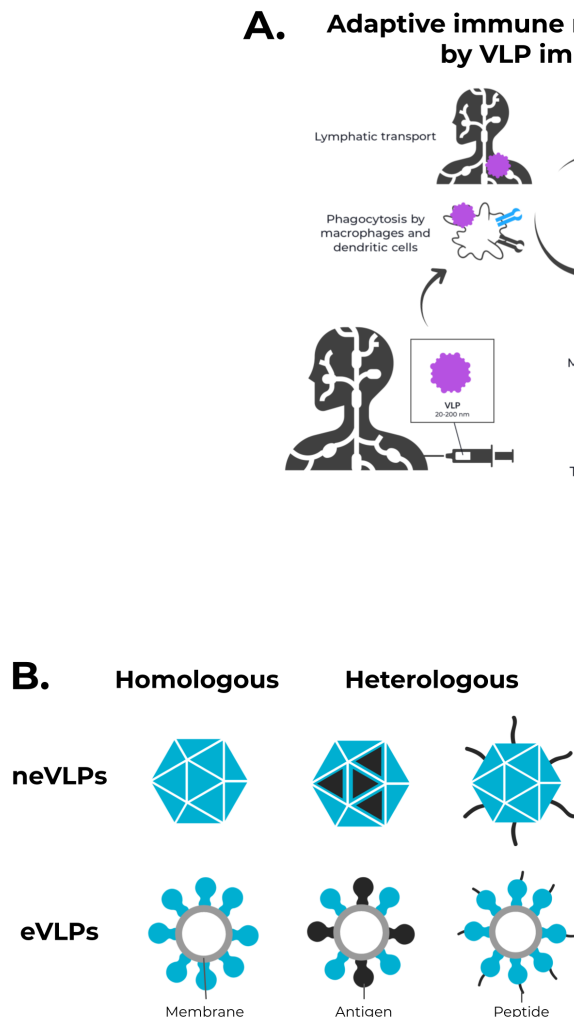 A.
Adaptive immune
by VLP im
Lymphatic transport
Phagocytosis by
macrophages and
dendritic cells
VLP
20-200 nm
M
T
B.
Homologous
Heterologous
neVLPs
eVLPs
Membrane
Antigen
Peptide